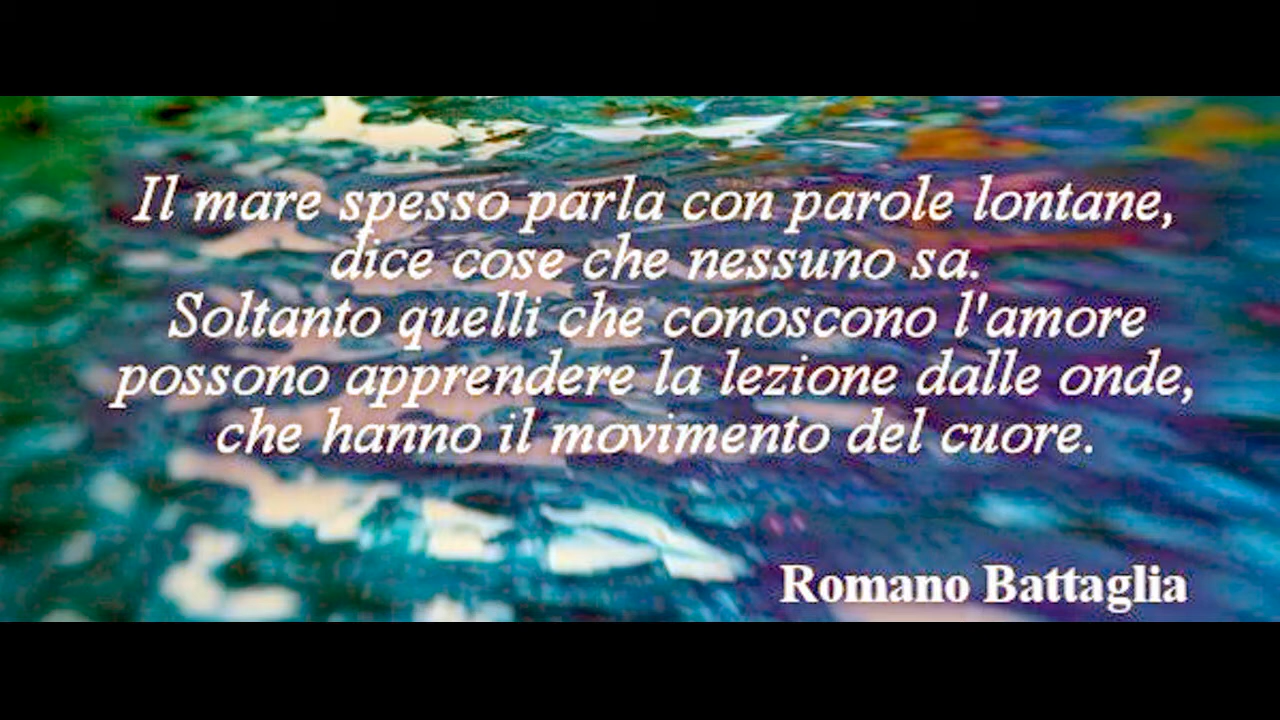 Il mare spesso parla con parole lontane,
dice cose che nessuno sa.
Soltanto quelli che conoscono l'amore
possono apprendere la lezione dalle onde,
che hanno il movimento del cuore.
Romano Battaglia